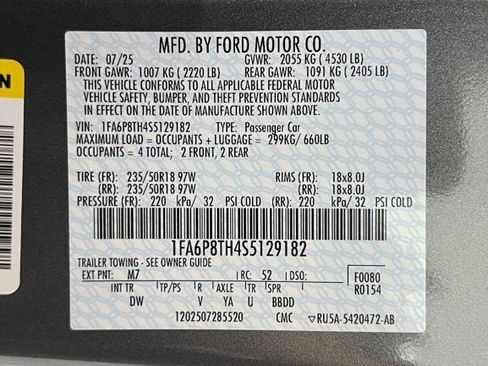 MFD. BY FORD MOTOR CO.
07/25 GVWR: 2055 KG ( 4530 LB)
FRONT GAWR: 1007 KG ( 2220 LB) REAR GAWR: 1091 KG ( 2405 LB)
THIS VEHICLE CONFORMS TO ALL APPLICABLE FEDERAL MOTOR
VEHICLE SAFETY, BUMPER, AND THEFT PREVENTION STANDARDS
IN EFFECT ON THE DATE OF MANUFACTURE SHOWN ABOVE.
VIN: 1FA6P8TH4S5129182 TYPE: Passenger Car
MAXIMUM LOAD = OCCUPANTS + LUGGAGE = 299KG/ 660LB
OCCUPANTS = 4 TOTAL; 2 FRONT, 2 REAR
TIRE (FR): 235/50R18 97W RIMS (FR): 18x8.0J
(RR): 235/50R18 97W (RR): 18x8.0J
PRESSURE (FR): 220 kPa/ 32 PSI COLD (RR): 220 kPa/ 32 PSI COLD
1FA6P8TH4S5129182
TRAILER TOWING - SEE OWNER GUIDE
EXT PNT: M7 RC: 52 DSO: F0080
INT TR TP/PS R AXLE TR SPR R0154
DW V YA U BBDD
1202507285520 CMC ▽RU5A-5420472-AB